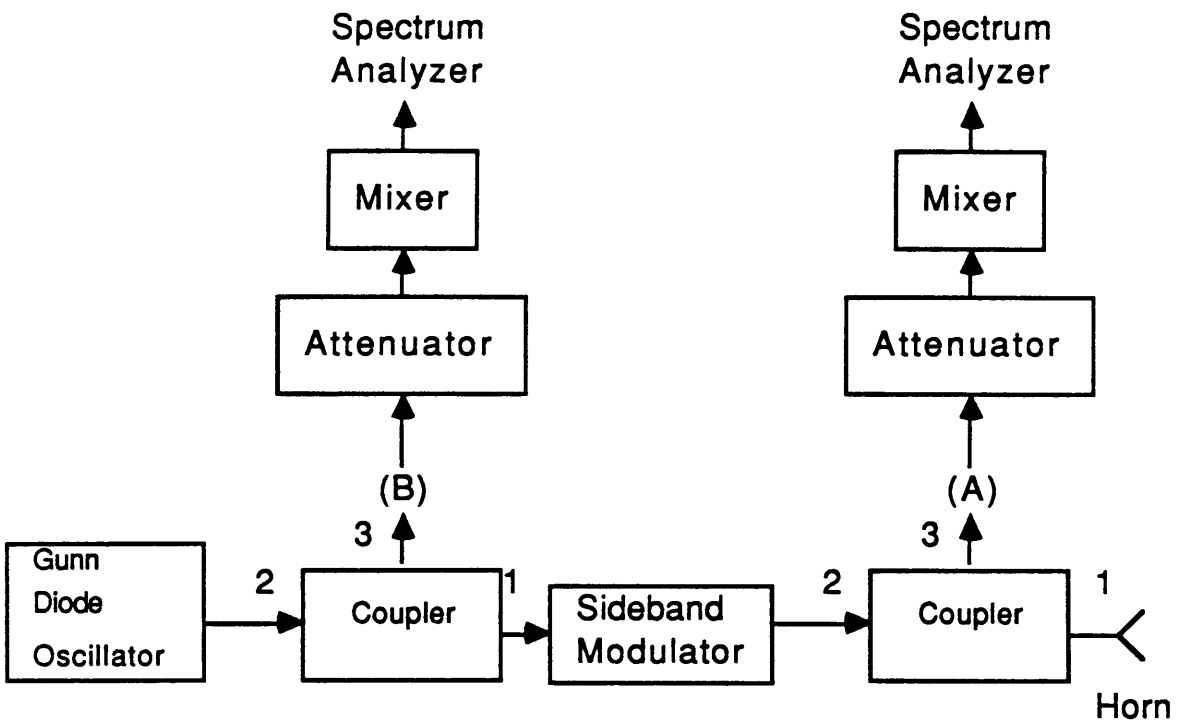 Spectrum
Analyzer
Spectrum
Analyzer
Mixer
Mixer
Attenuator
Attenuator
(B)
(A)
3
3
Gunn
Diode
Oscillator
2
Coupler
1
Sideband
Modulator
2
Coupler
1
Horn